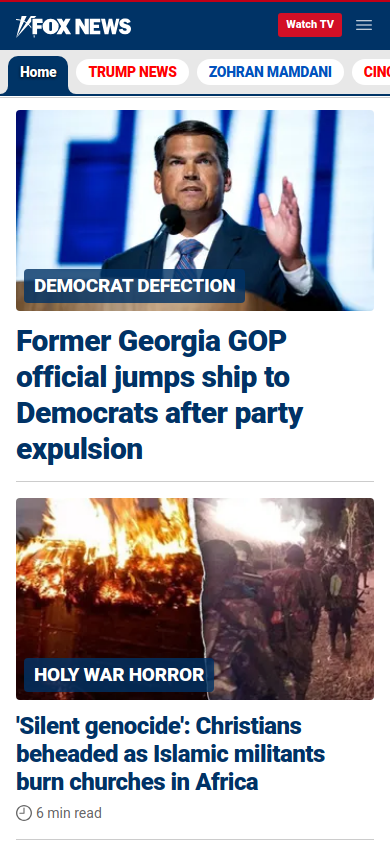 FOX NEWS
Watch TV
Home
TRUMP NEWS
ZOHRAN MAMDANI
DEMOCRAT DEFECTION
Former Georgia GOP
official jumps ship to
Democrats after party
expulsion
HOLY WAR HORROR
'Silent genocide': Christians
beheaded as Islamic militants
burn churches in Africa
6 min read